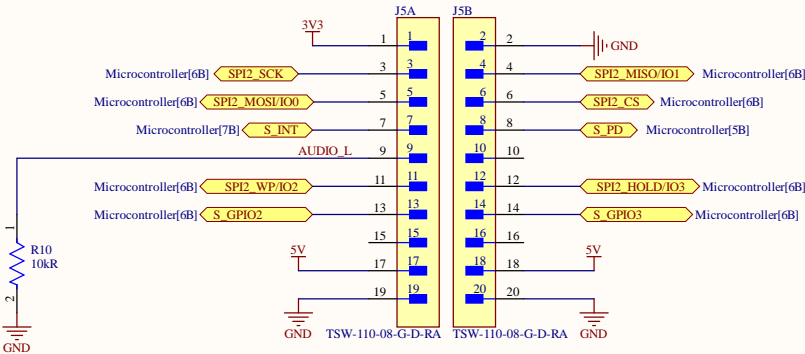 J5A J5B
3V3
1 1 2 2 GND
Microcontroller[6B] SPI2_SCK 3 3 4 4 SPI2_MISO/IO1 Microcontroller[6B]
Microcontroller[6B] SPI2_MOSI/IO0 5 5 6 6 SPI2_CS Microcontroller[6B]
Microcontroller[7B] S_INT 7 7 8 8 S_PD Microcontroller[5B]
AUDIO_L 9 9 10 10
Microcontroller[6B] SPI2_WP/IO2 11 11 12 12 SPI2_HOLD/IO3 Microcontroller[6B]
Microcontroller[6B] S_GPIO2 13 13 14 14 S_GPIO3 Microcontroller[6B]
1
15 15 16 16
R10
10kR
5V 17 17 18 18 5V
2
19 19 20 20
GND TSW-110-08-G-D-RA TSW-110-08-G-D-RA GND
GND